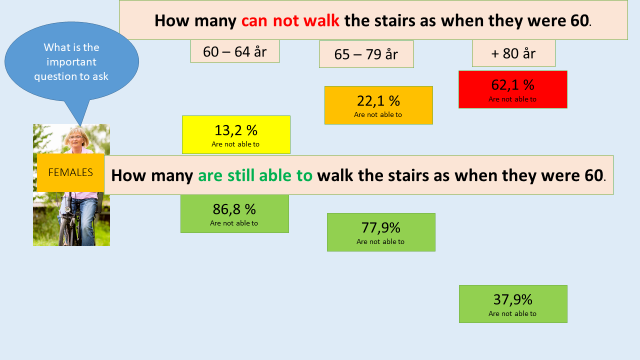 How many can not walk the stairs as when they were 60.
What is the
important
question to ask
60 – 64 år
65 – 79 år
+ 80 år
62,1 %
Are not able to
22,1 %
Are not able to
13,2 %
Are not able to
FEMALES
How many are still able to walk the stairs as when they were 60.
86,8 %
Are not able to
77,9%
Are not able to
37,9%
Are not able to